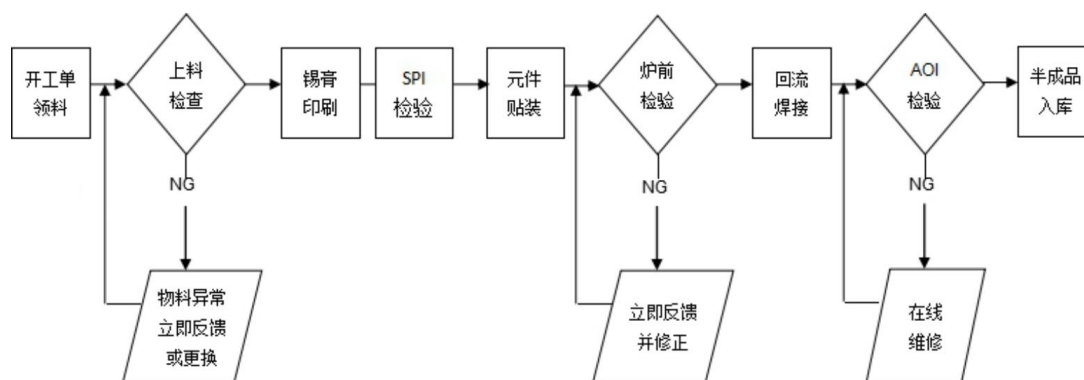 开工单
领料
上料
检查
锡膏
印刷
SPI
检验
元件
贴装
炉前
检验
回流
焊接
AOI
检验
半成品
入库
NG
NG
NG
物料异常
立即反馈
或更换
立即反馈
并修正
在线
维修